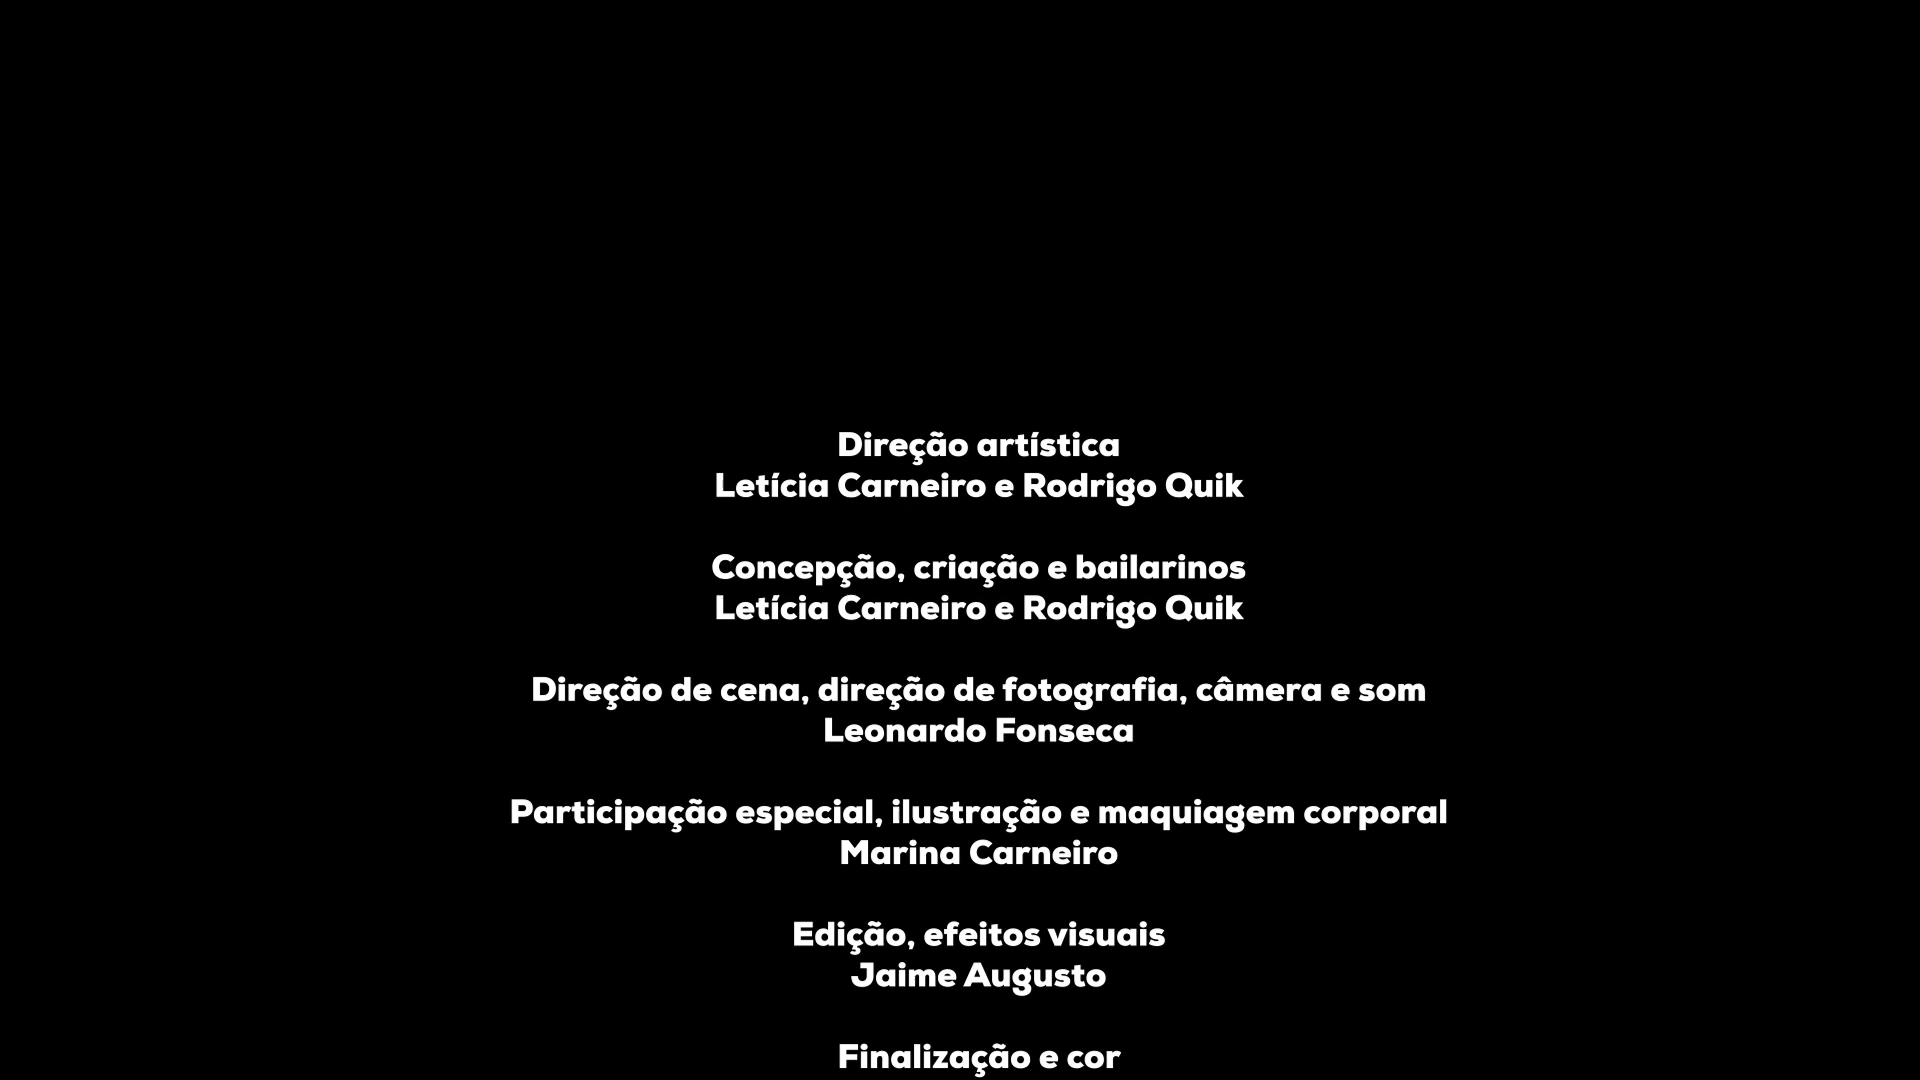 Direção artística
Letícia Carneiro e Rodrigo Quik
Concepção, criação e bailarinos
Letícia Carneiro e Rodrigo Quik
Direção de cena, direção de fotografia, câmera e som
Leonardo Fonseca
Participação especial, ilustração e maquiagem corporal
Marina Carneiro
Edição, efeitos visuais
Jaime Augusto
Finalização e cor